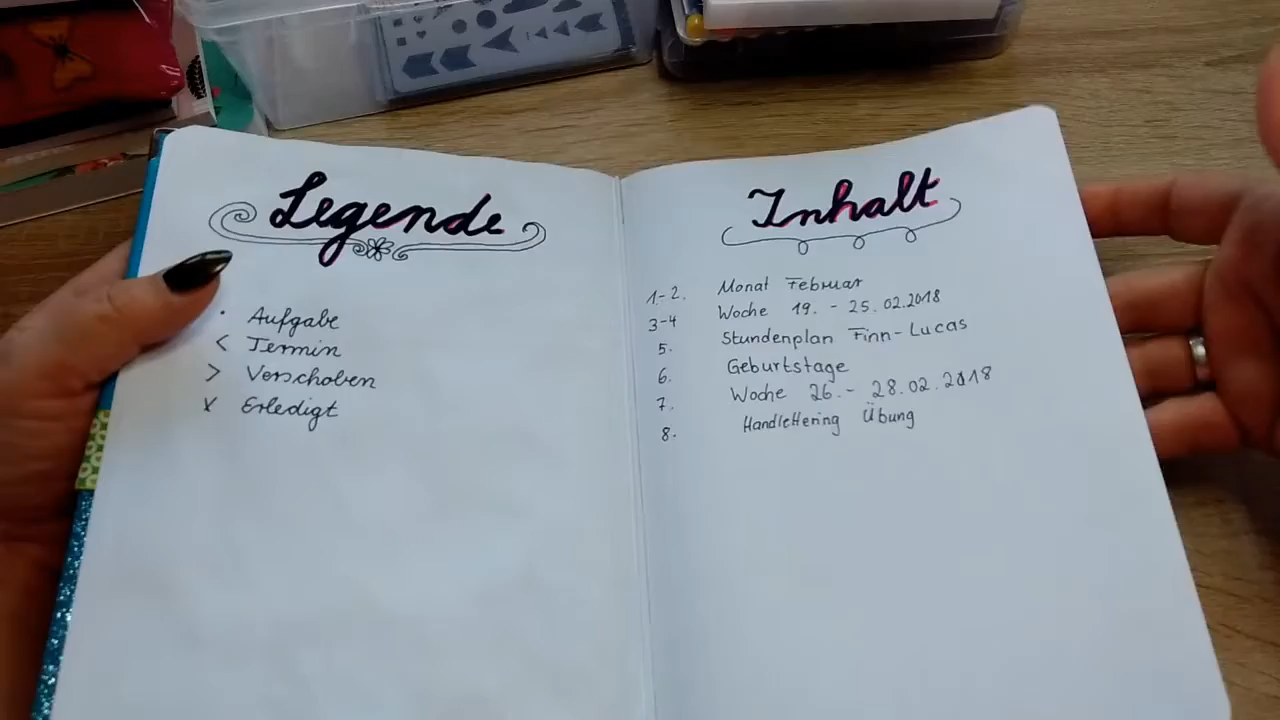 Legende
· Aufgabe
< Termin
> Verschoben
x Erledigt
Inhalt
1-2. Monat Februar
3-4 Woche 19. - 25.02.2018
5. Stundenplan Finn-Lucas
6. Geburtstage
7. Woche 26. - 28.02.2018
8. Handlettering Übung